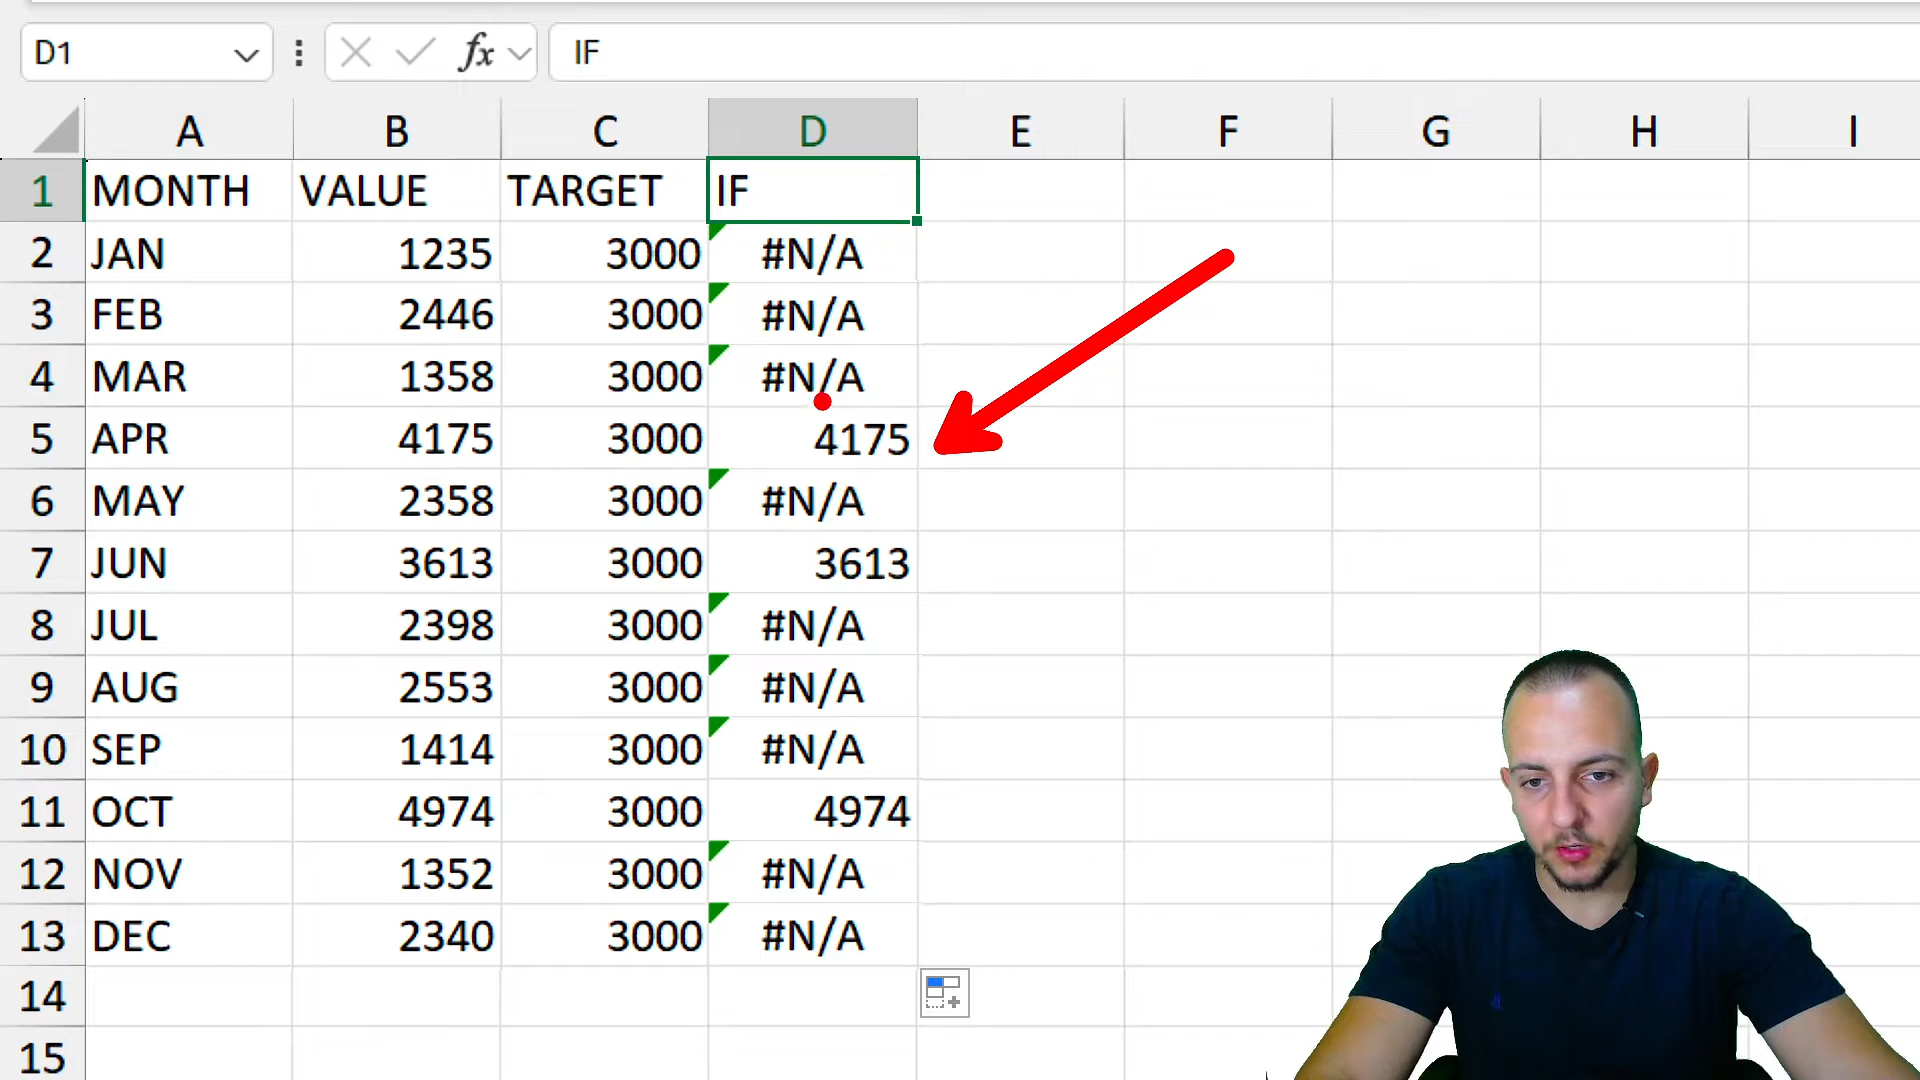 D1 fx IF
A B C D E F G H I
1 MONTH VALUE TARGET IF
2 JAN 1235 3000 #N/A
3 FEB 2446 3000 #N/A
4 MAR 1358 3000 #N/A
5 APR 4175 3000 4175
6 MAY 2358 3000 #N/A
7 JUN 3613 3000 3613
8 JUL 2398 3000 #N/A
9 AUG 2553 3000 #N/A
10 SEP 1414 3000 #N/A
11 OCT 4974 3000 4974
12 NOV 1352 3000 #N/A
13 DEC 2340 3000 #N/A
14
15